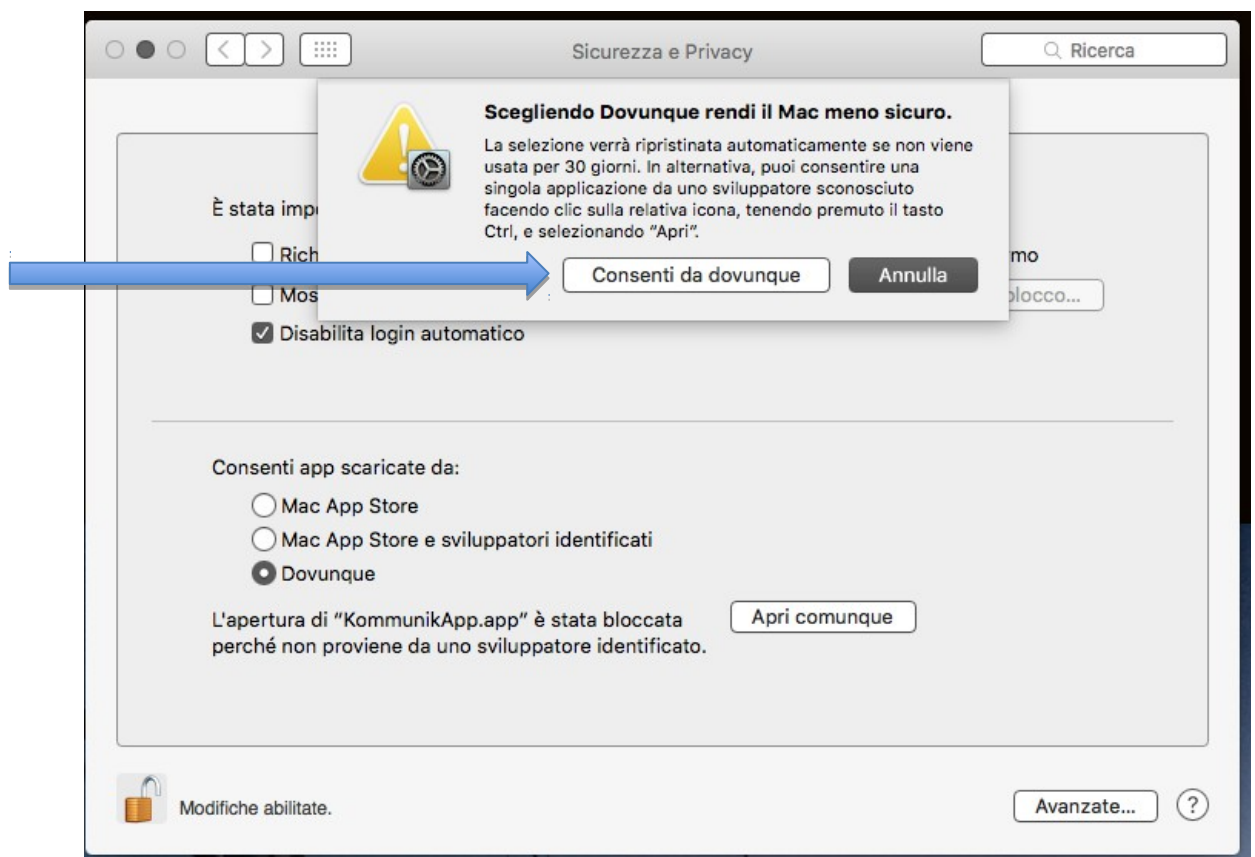 Sicurezza e Privacy
Ricerca
Scegliendo Dovunque rendi il Mac meno sicuro.
La selezione verrà ripristinata automaticamente se non viene
usata per 30 giorni. In alternativa, puoi consentire una
singola applicazione da uno sviluppatore sconosciuto
facendo clic sulla relativa icona, tenendo premuto il tasto
Ctrl, e selezionando “Apri”.
Consenti da dovunque
Annulla
È stata imp
Rich
mo
Mos
blocco...
Disabilita login automatico
Consenti app scaricate da:
Mac App Store
Mac App Store e sviluppatori identificati
Dovunque
L'apertura di “KommunikApp.app” è stata bloccata
perché non proviene da uno sviluppatore identificato.
Apri comunque
Modifiche abilitate.
Avanzate...
?